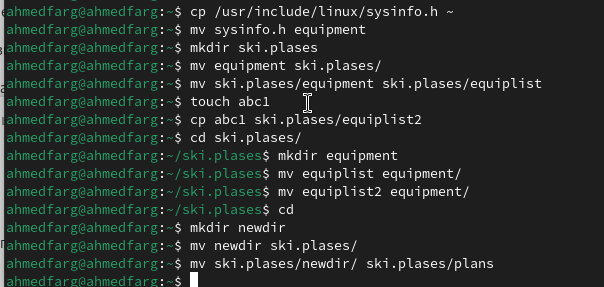 ahmedfarg@ahmedfarg:~$ cp /usr/include/linux/sysinfo.h ~
ahmedfarg@ahmedfarg:~$ mv sysinfo.h equipment
ahmedfarg@ahmedfarg:~$ mkdir ski.plases
ahmedfarg@ahmedfarg:~$ mv equipment ski.plases/
ahmedfarg@ahmedfarg:~$ mv ski.plases/equipment ski.plases/equiplist
ahmedfarg@ahmedfarg:~$ touch abc1
ahmedfarg@ahmedfarg:~$ cp abc1 ski.plases/equiplist2
ahmedfarg@ahmedfarg:~$ cd ski.plases/
ahmedfarg@ahmedfarg:~/ski.plases$ mkdir equipment
ahmedfarg@ahmedfarg:~/ski.plases$ mv equiplist equipment/
ahmedfarg@ahmedfarg:~/ski.plases$ mv equiplist2 equipment/
ahmedfarg@ahmedfarg:~/ski.plases$ cd
ahmedfarg@ahmedfarg:~$ mkdir newdir
ahmedfarg@ahmedfarg:~$ mv newdir ski.plases/
ahmedfarg@ahmedfarg:~$ mv ski.plases/newdir/ ski.plases/plans
ahmedfarg@ahmedfarg:~$